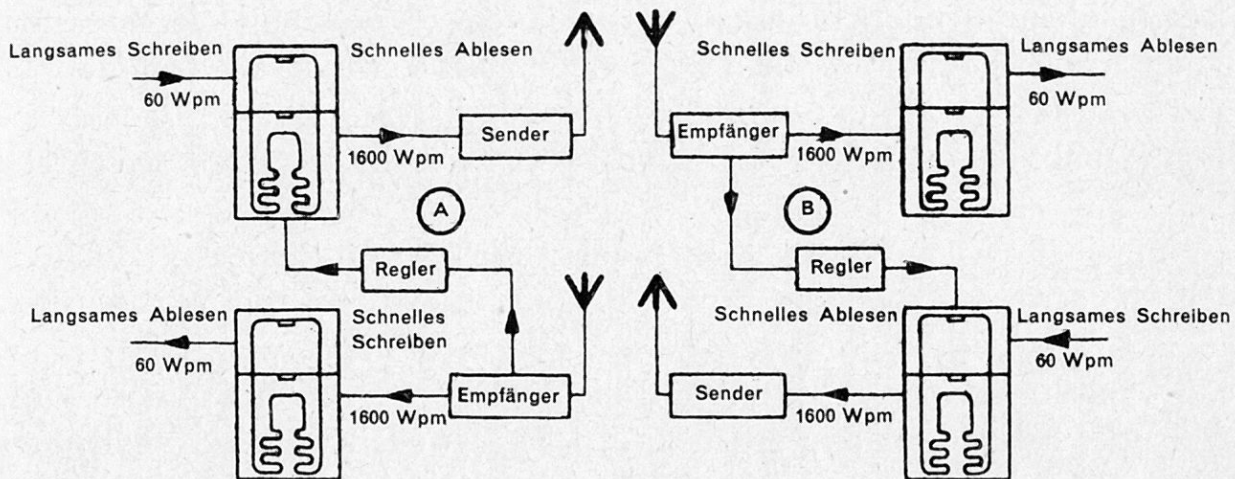 Langsames Schreiben
60 Wpm
Schnelles Ablesen
1600 Wpm
Sender
A
Regler
Langsames Ablesen
60 Wpm
Schnelles
Schreiben
1600 Wpm
Empfänger
Schnelles Schreiben
Empfänger
1600 Wpm
Langsames Ablesen
60 Wpm
B
Regler
Schnelles Ablesen
Sender
1600 Wpm
Langsames Schreiben
60 Wpm